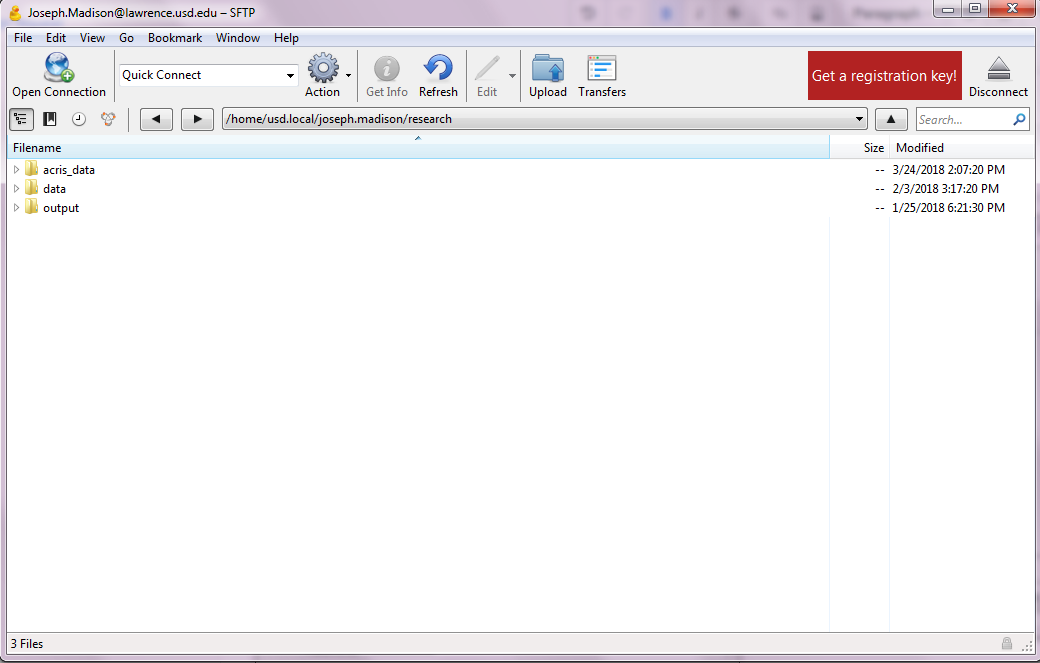 Joseph.Madison@lawrence.usd.edu – SFTP
File Edit View Go Bookmark Window Help
Open Connection Quick Connect Action Get Info Refresh Edit Upload Transfers Get a registration key! Disconnect
/home/usd.local/joseph.madison/research Search...
Filename Size Modified
acris_data -- 3/24/2018 2:07:20 PM
data -- 2/3/2018 3:17:20 PM
output -- 1/25/2018 6:21:30 PM
3 Files